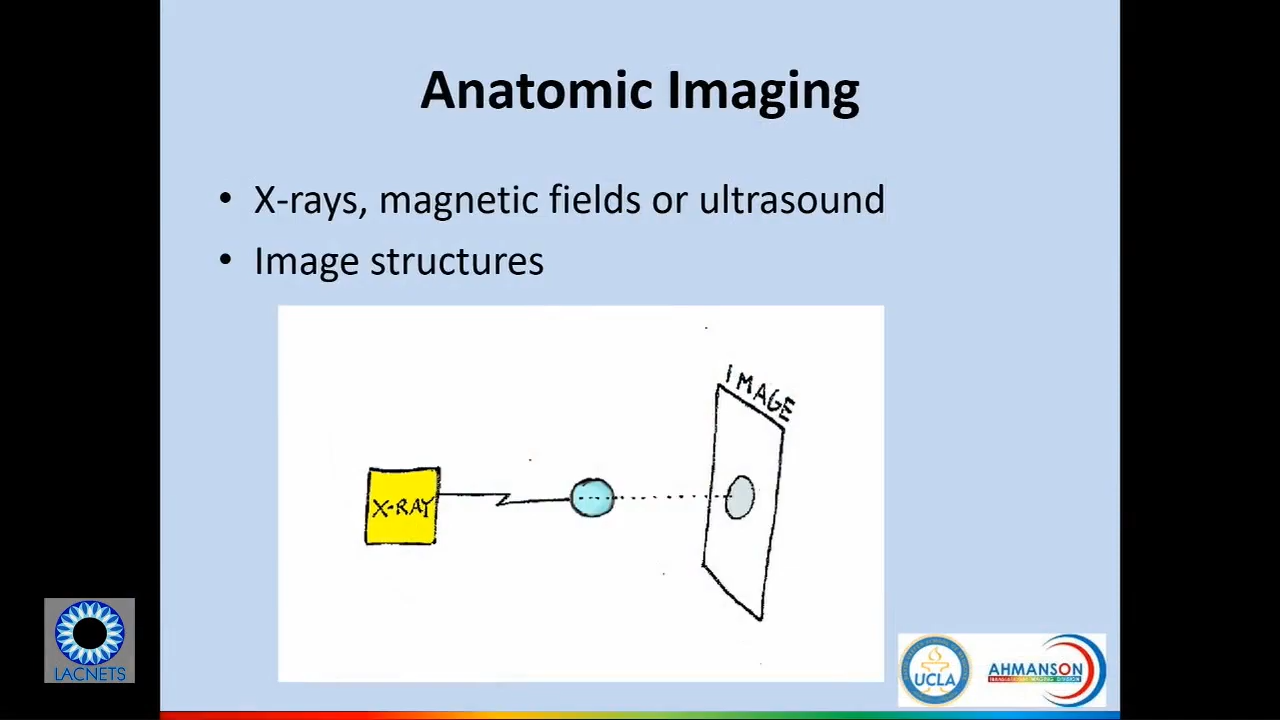 Anatomic Imaging
• X-rays, magnetic fields or ultrasound
• Image structures
IMAGE
X-RAY
LACNETS
UCLA
AHMANSON